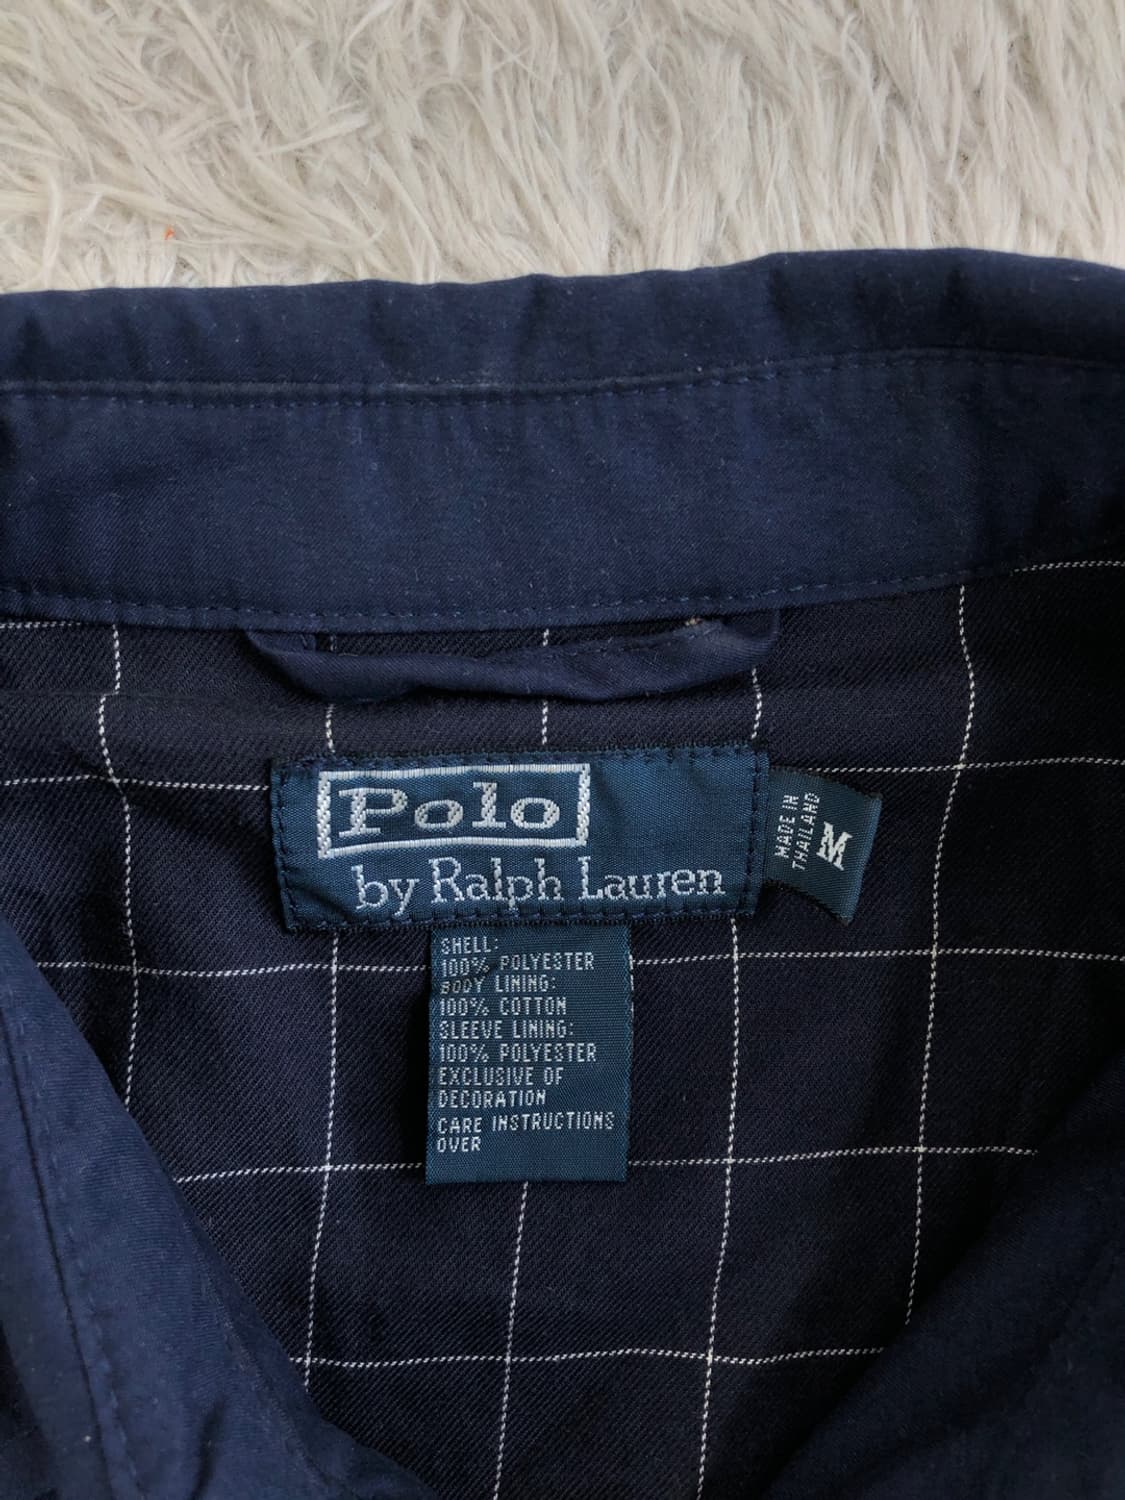 Polo
by Ralph Lauren
MADE IN
THAILAND
M
SHELL:
100% POLYESTER
BODY LINING:
100% COTTON
SLEEVE LINING:
100% POLYESTER
EXCLUSIVE OF
DECORATION
CARE INSTRUCTIONS
OVER